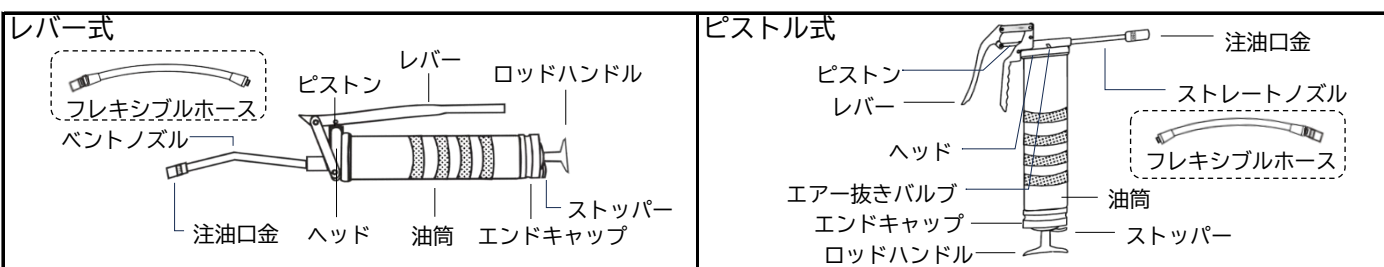 レバー式
フレキシブルホース
ベントノズル
ピストン
レバー
ロッドハンドル
注油口金
ヘッド
油筒
エンドキャップ
ストッパー
ピストル式
ピストン
レバー
ヘッド
エアー抜きバルブ
エンドキャップ
ロッドハンドル
注油口金
ストレートノズル
フレキシブルホース
油筒
ストッパー